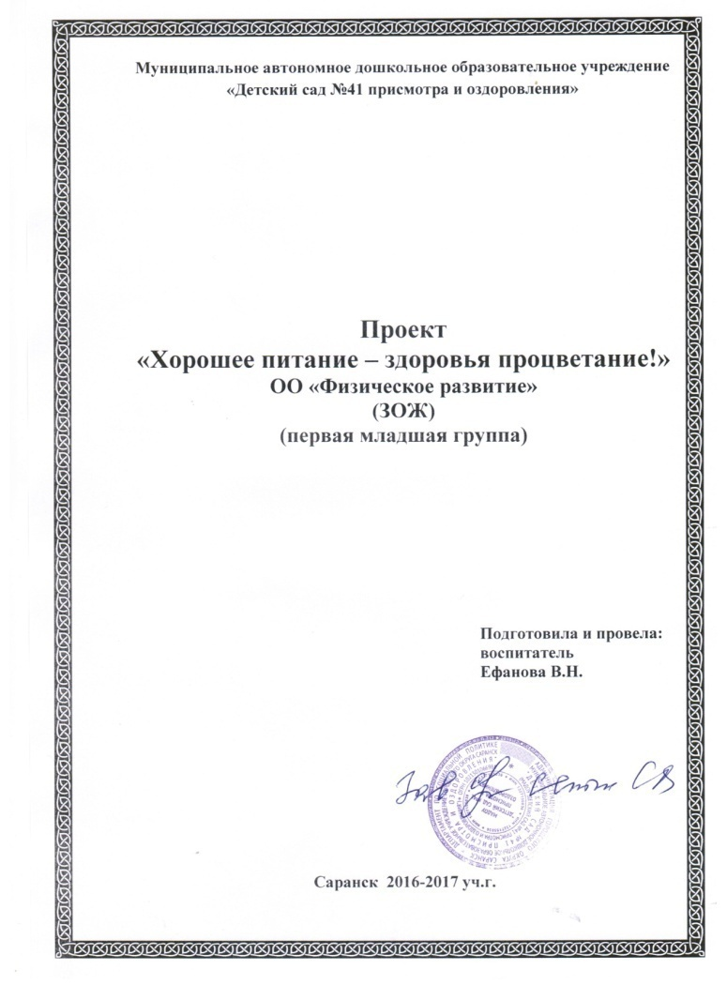 Муниципальное автономное дошкольное образовательное учреждение
«Детский сад №41 присмотра и оздоровления»
Проект
«Хорошее питание – здоровья процветание!»
ОО «Физическое развитие»
(ЗОЖ)
(первая младшая группа)
Подготовила и провела:
воспитатель
Ефанова В.Н.
Зав
Саранск 2016-2017 уч.г.